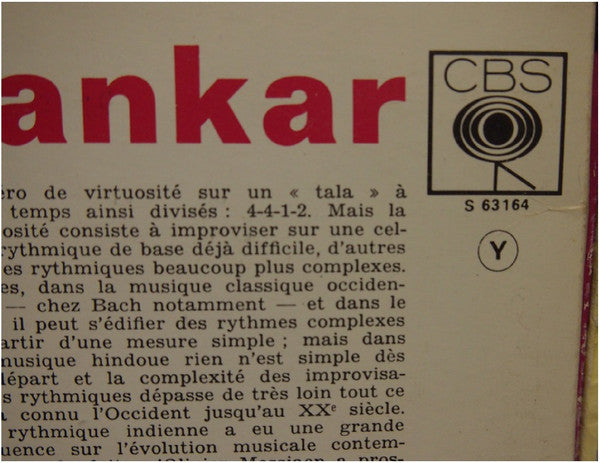 ankar
CBS
S 63164
Y
ero de virtuosité sur un « tala » à
temps ainsi divisés : 4-4-1-2. Mais la
osité consiste à improviser sur une cel-
rythmique de base déjà difficile, d'autres
es rythmiques beaucoup plus complexes.
es, dans la musique classique occiden-
— chez Bach notamment — et dans le
il peut s'édifier des rythmes complexes
artir d'une mesure simple ; mais dans
musique hindoue rien n'est simple dès
départ et la complexité des improvisa-
s rythmiques dépasse de très loin tout ce
a connu l'Occident jusqu'au XXe siècle.
rythmique indienne a eu une grande
uence sur l'évolution musicale contem-
Olivier Messiaen a pros-